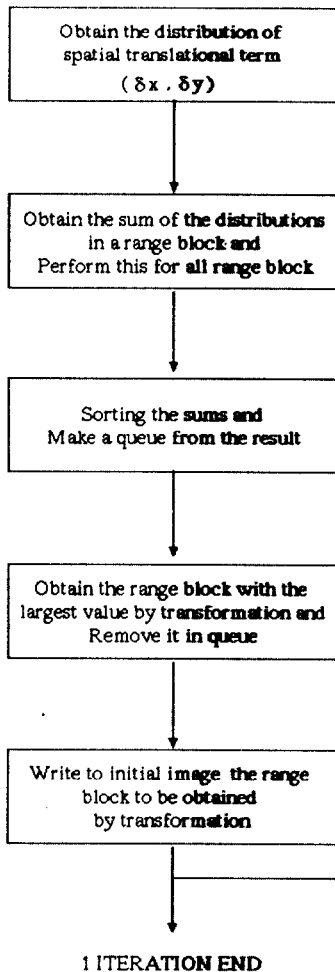 Obtain the distribution of
spatial translational term
( δx , δy)
Obtain the sum of the distributions
in a range block and
Perform this for all range block
Sorting the sums and
Make a queue from the result
Obtain the range block with the
largest value by transformation and
Remove it in queue
Write to initial image the range
block to be obtained
by transformation
1 ITERATION END